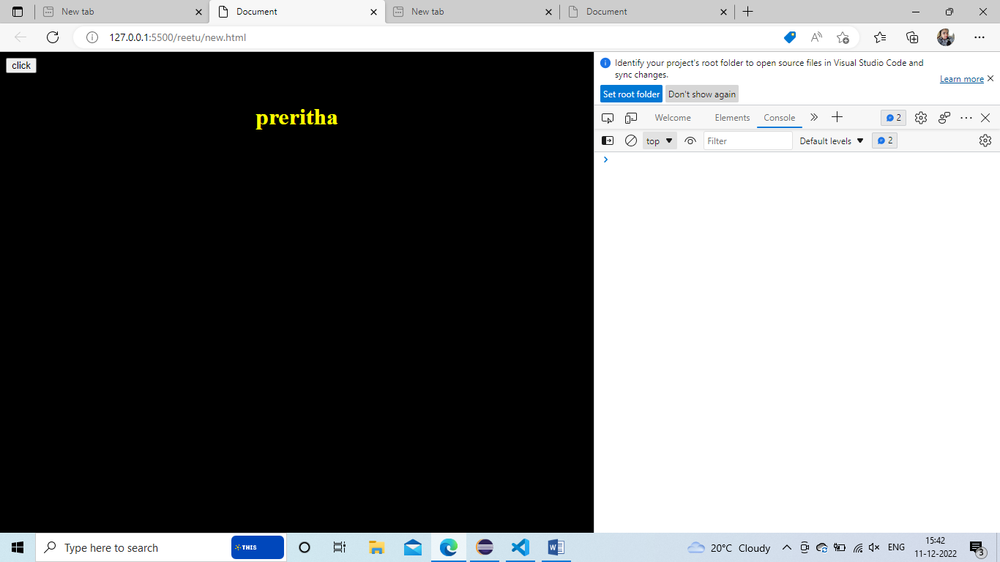 New tab
Document
New tab
Document
127.0.0.1:5500/reetu/new.html
click
preritha
Identify your project's root folder to open source files in Visual Studio Code and
sync changes.
Learn more
Set root folder Don't show again
Welcome Elements Console 2
top Filter Default levels 2
Type here to search THIS
20°C Cloudy ENG 15:42
11-12-2022 3